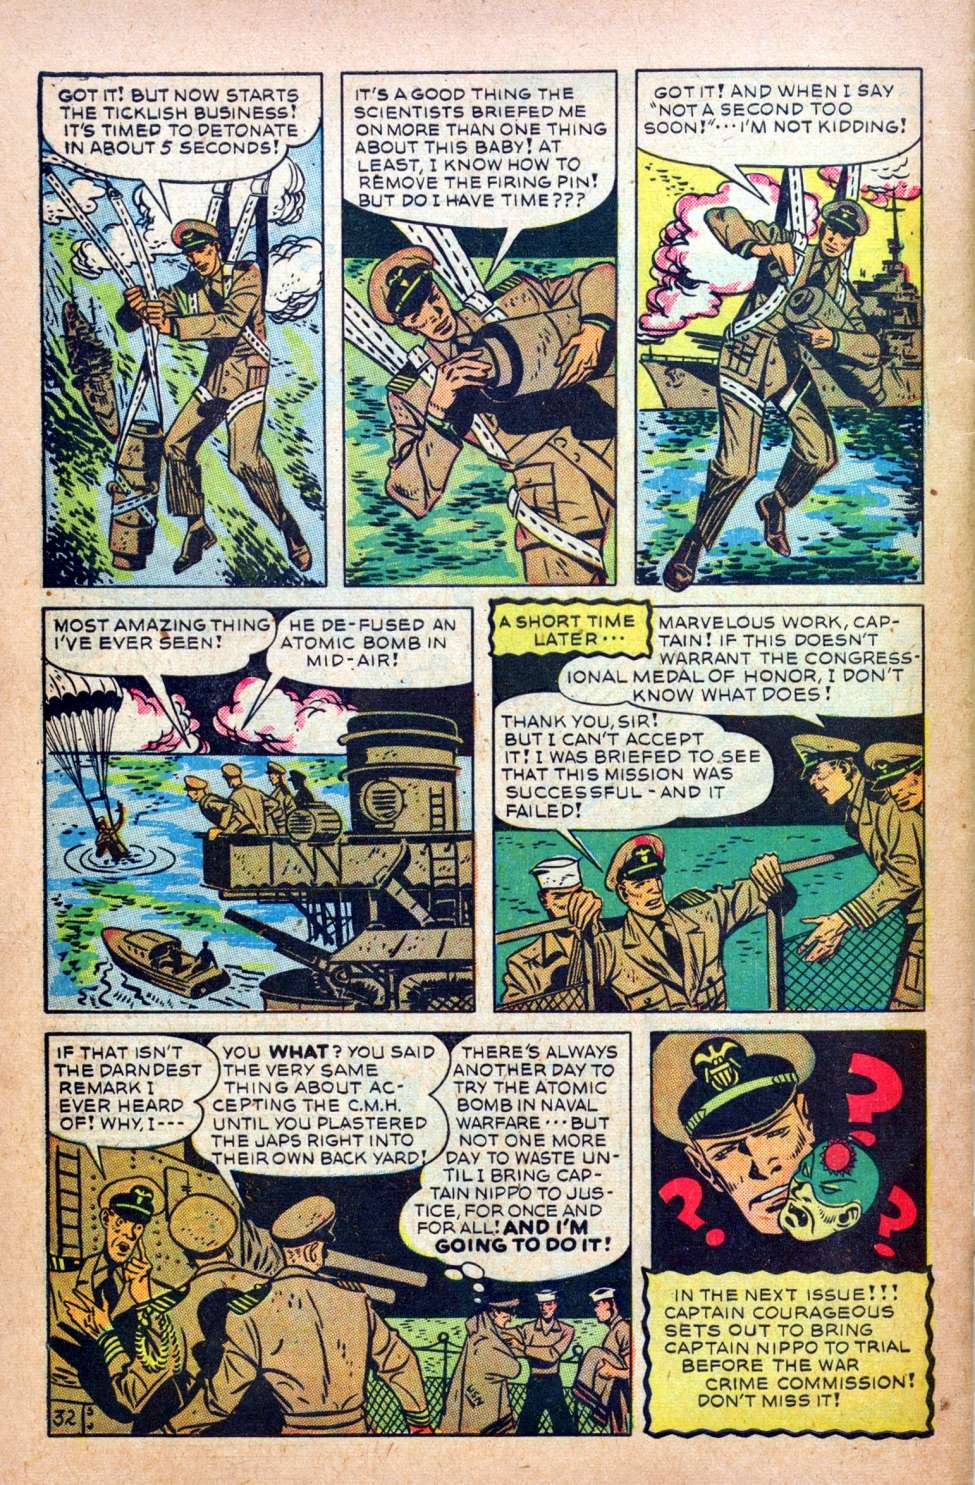 GOT IT! BUT NOW STARTS
THE TICKLISH BUSINESS!
IT'S TIMED TO DETONATE
IN ABOUT 5 SECONDS!
IT'S A GOOD THING THE
SCIENTISTS BRIEFED ME
ON MORE THAN ONE THING
ABOUT THIS BABY! AT
LEAST, I KNOW HOW TO
REMOVE THE FIRING PIN!
BUT DO I HAVE TIME???
GOT IT! AND WHEN I SAY
"NOT A SECOND TOO
SOON!"... I'M NOT KIDDING!
MOST AMAZING THING
I'VE EVER SEEN!
HE DE-FUSED AN
ATOMIC BOMB IN
MID-AIR!
A SHORT TIME
LATER...
MARVELOUS WORK, CAP-
TAIN! IF THIS DOESN'T
WARRANT THE CONGRESS-
IONAL MEDAL OF HONOR, I DON'T
KNOW WHAT DOES!
THANK YOU, SIR!
BUT I CAN'T ACCEPT
IT! I WAS BRIEFED TO SEE
THAT THIS MISSION WAS
SUCCESSFUL - AND IT
FAILED!
IF THAT ISN'T
THE DARNDEST
REMARK I
EVER HEARD
OF! WHY, I---
YOU WHAT? YOU SAID
THE VERY SAME
THING ABOUT AC-
CEPTING THE C.M.H.
UNTIL YOU PLASTERED
THE JAPS RIGHT INTO
THEIR OWN BACK YARD!
THERE'S ALWAYS
ANOTHER DAY TO
TRY THE ATOMIC
BOMB IN NAVAL
WARFARE... BUT
NOT ONE MORE
DAY TO WASTE UN-
TIL I BRING CAP-
TAIN NIPPO TO JUS-
TICE, FOR ONCE AND
FOR ALL! AND I'M
GOING TO DO IT!
USN
32
? ? ?
IN THE NEXT ISSUE!!!
CAPTAIN COURAGEOUS
SETS OUT TO BRING
CAPTAIN NIPPO TO TRIAL
BEFORE THE WAR
CRIME COMMISSION!
DON'T MISS IT!